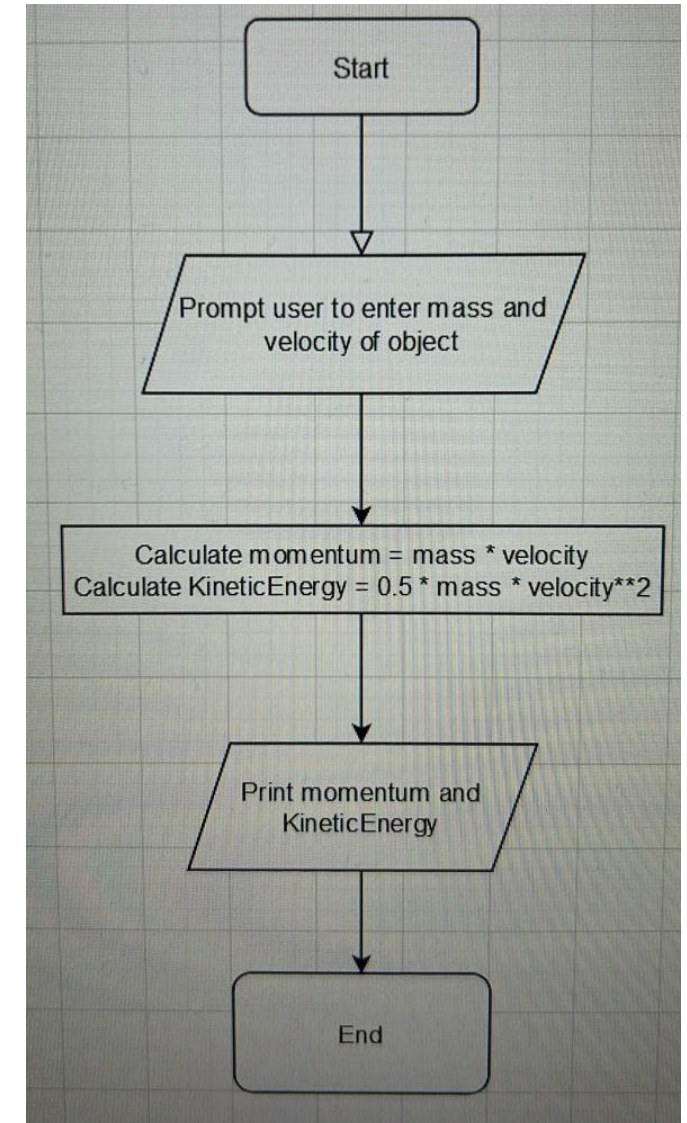 Start
Prompt user to enter mass and
velocity of object
Calculate momentum = mass * velocity
Calculate KineticEnergy = 0.5 * mass * velocity**2
Print momentum and
KineticEnergy
End